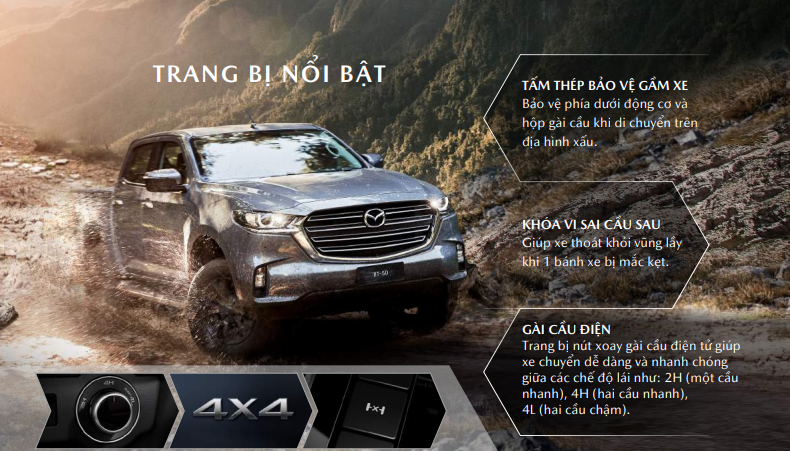 TRANG BỊ NỔI BẬT
TẤM THÉP BẢO VỆ GẦM XE
Bảo vệ phía dưới động cơ và
hộp gài cầu khi di chuyển trên
địa hình xấu.
KHÓA VI SAI CẦU SAU
Giúp xe thoát khỏi vũng lầy
khi 1 bánh xe bị mắc kẹt.
GÀI CẦU ĐIỆN
Trang bị nút xoay gài cầu điện tử giúp
xe chuyển dễ dàng và nhanh chóng
giữa các chế độ lái như: 2H (một cầu
nhanh), 4H (hai cầu nhanh),
4L (hai cầu chậm).
BT-50
4H
4X4